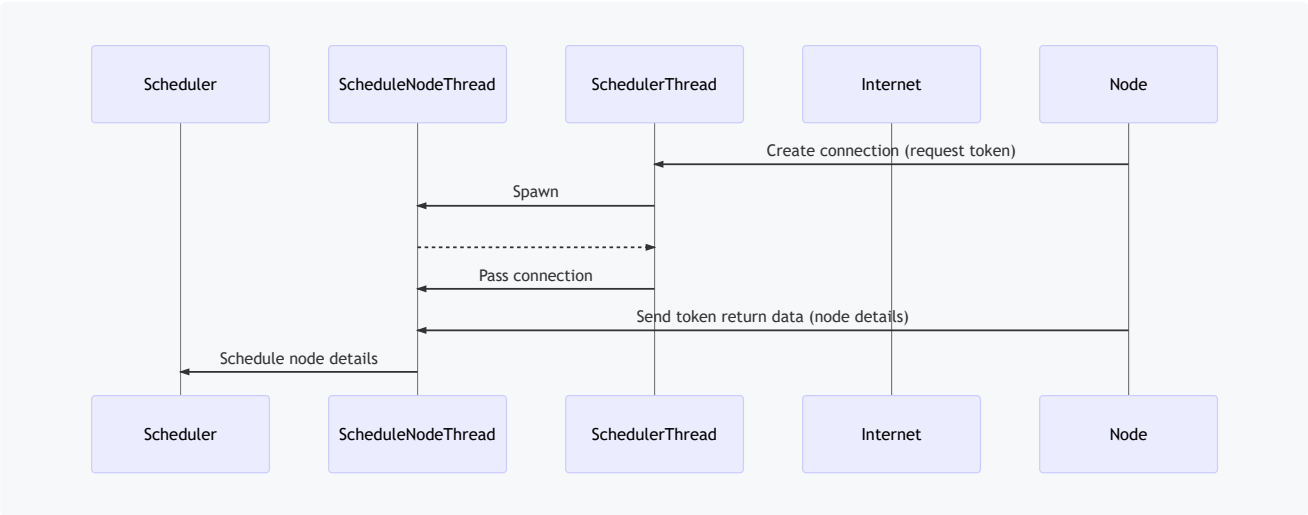 Scheduler
ScheduleNodeThread
SchedulerThread
Internet
Node
Create connection (request token)
Spawn
Pass connection
Send token return data (node details)
Schedule node details
Scheduler
ScheduleNodeThread
SchedulerThread
Internet
Node